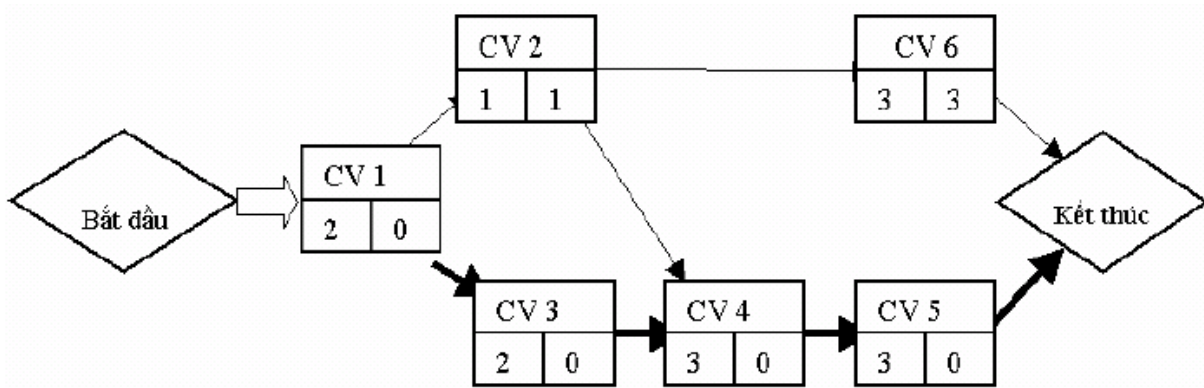 CV 2
1 1
CV 6
3 3
Bắt đầu
CV 1
2 0
Kết thúc
CV 3
2 0
CV 4
3 0
CV 5
3 0